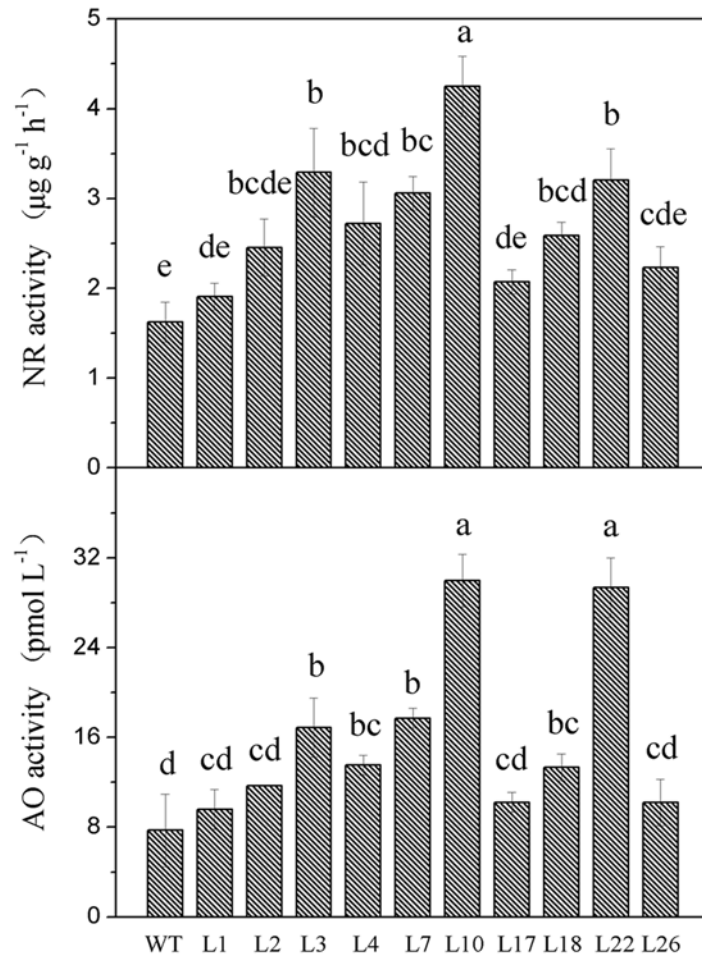 5
4
3
2
1
0
NR activity (μg g⁻¹ h⁻¹)
e
de
bcde
b
bcd
bc
a
de
bcd
b
cde
32
24
16
8
0
AO activity (pmol L⁻¹)
d
cd
cd
b
bc
b
a
cd
bc
a
cd
WT L1 L2 L3 L4 L7 L10 L17 L18 L22 L26